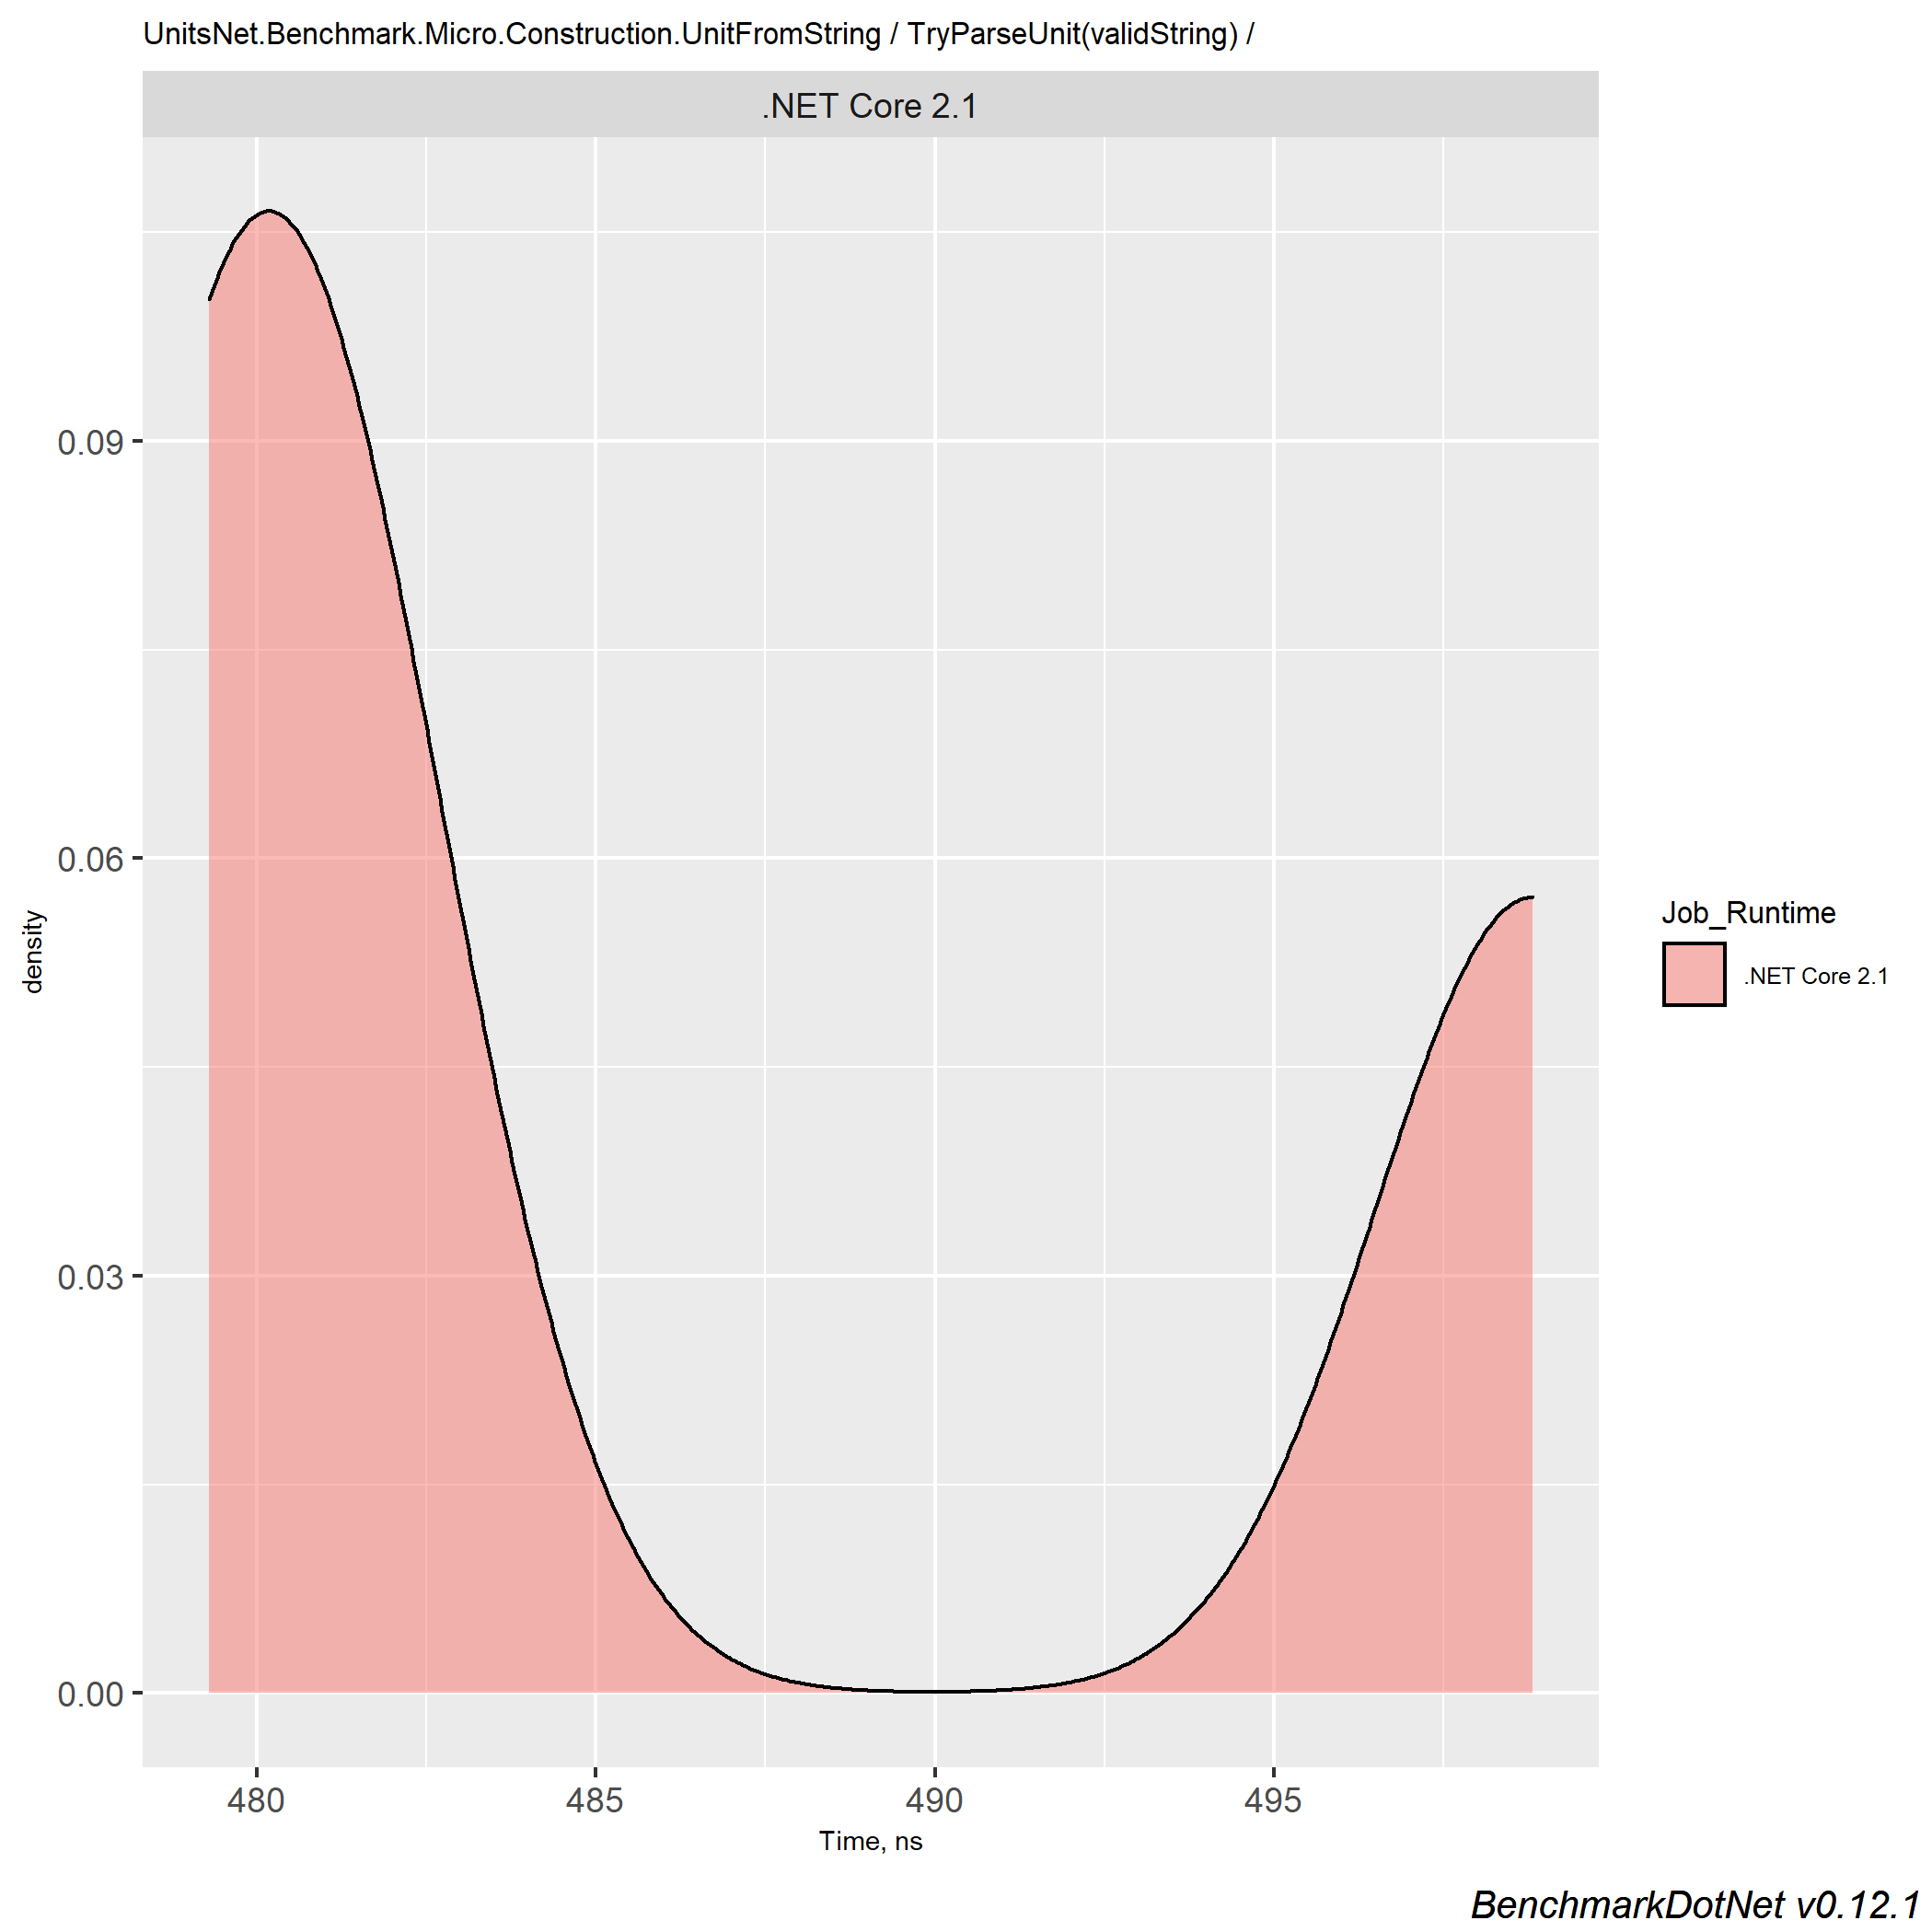 UnitsNet.Benchmark.Micro.Construction.UnitFromString / TryParseUnit(validString) /
.NET Core 2.1
0.09
0.06
0.03
0.00
density
480 485 490 495
Time, ns
Job_Runtime
.NET Core 2.1
BenchmarkDotNet v0.12.1